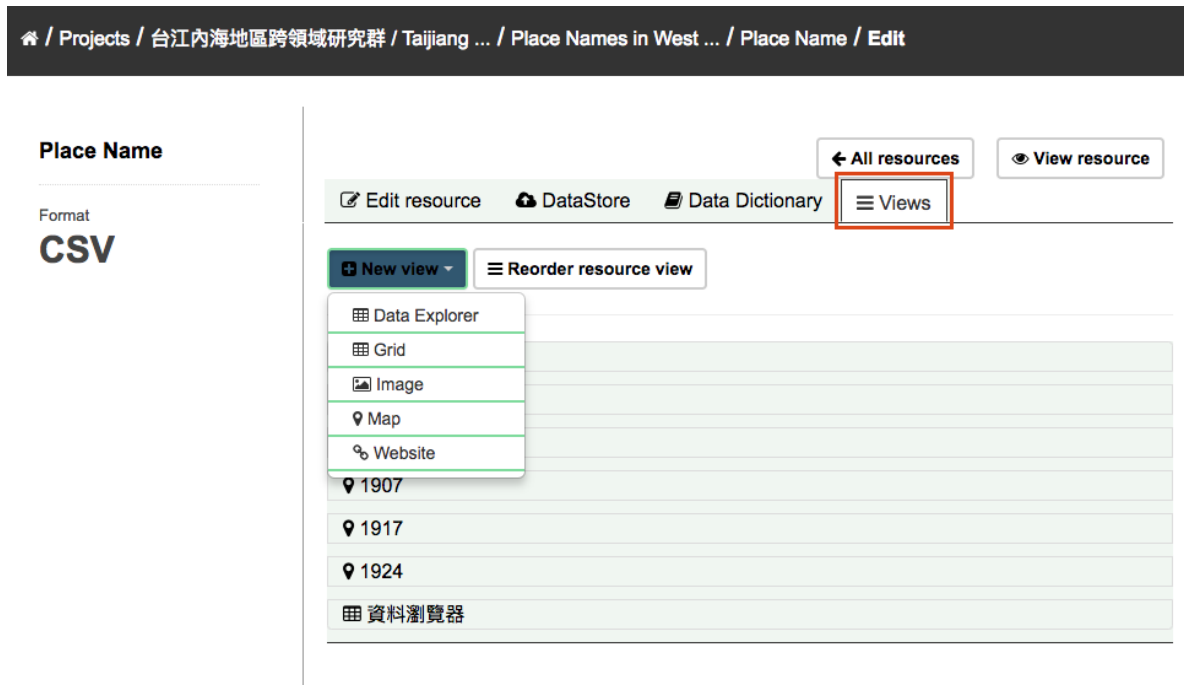 / Projects / 台江內海地區跨領域研究群 / Taijiang ... / Place Names in West ... / Place Name / Edit
Place Name
Format
CSV
All resources
View resource
Edit resource
DataStore
Data Dictionary
Views
New view
Reorder resource view
Data Explorer
Grid
Image
Map
Website
1907
1917
1924
資料瀏覽器